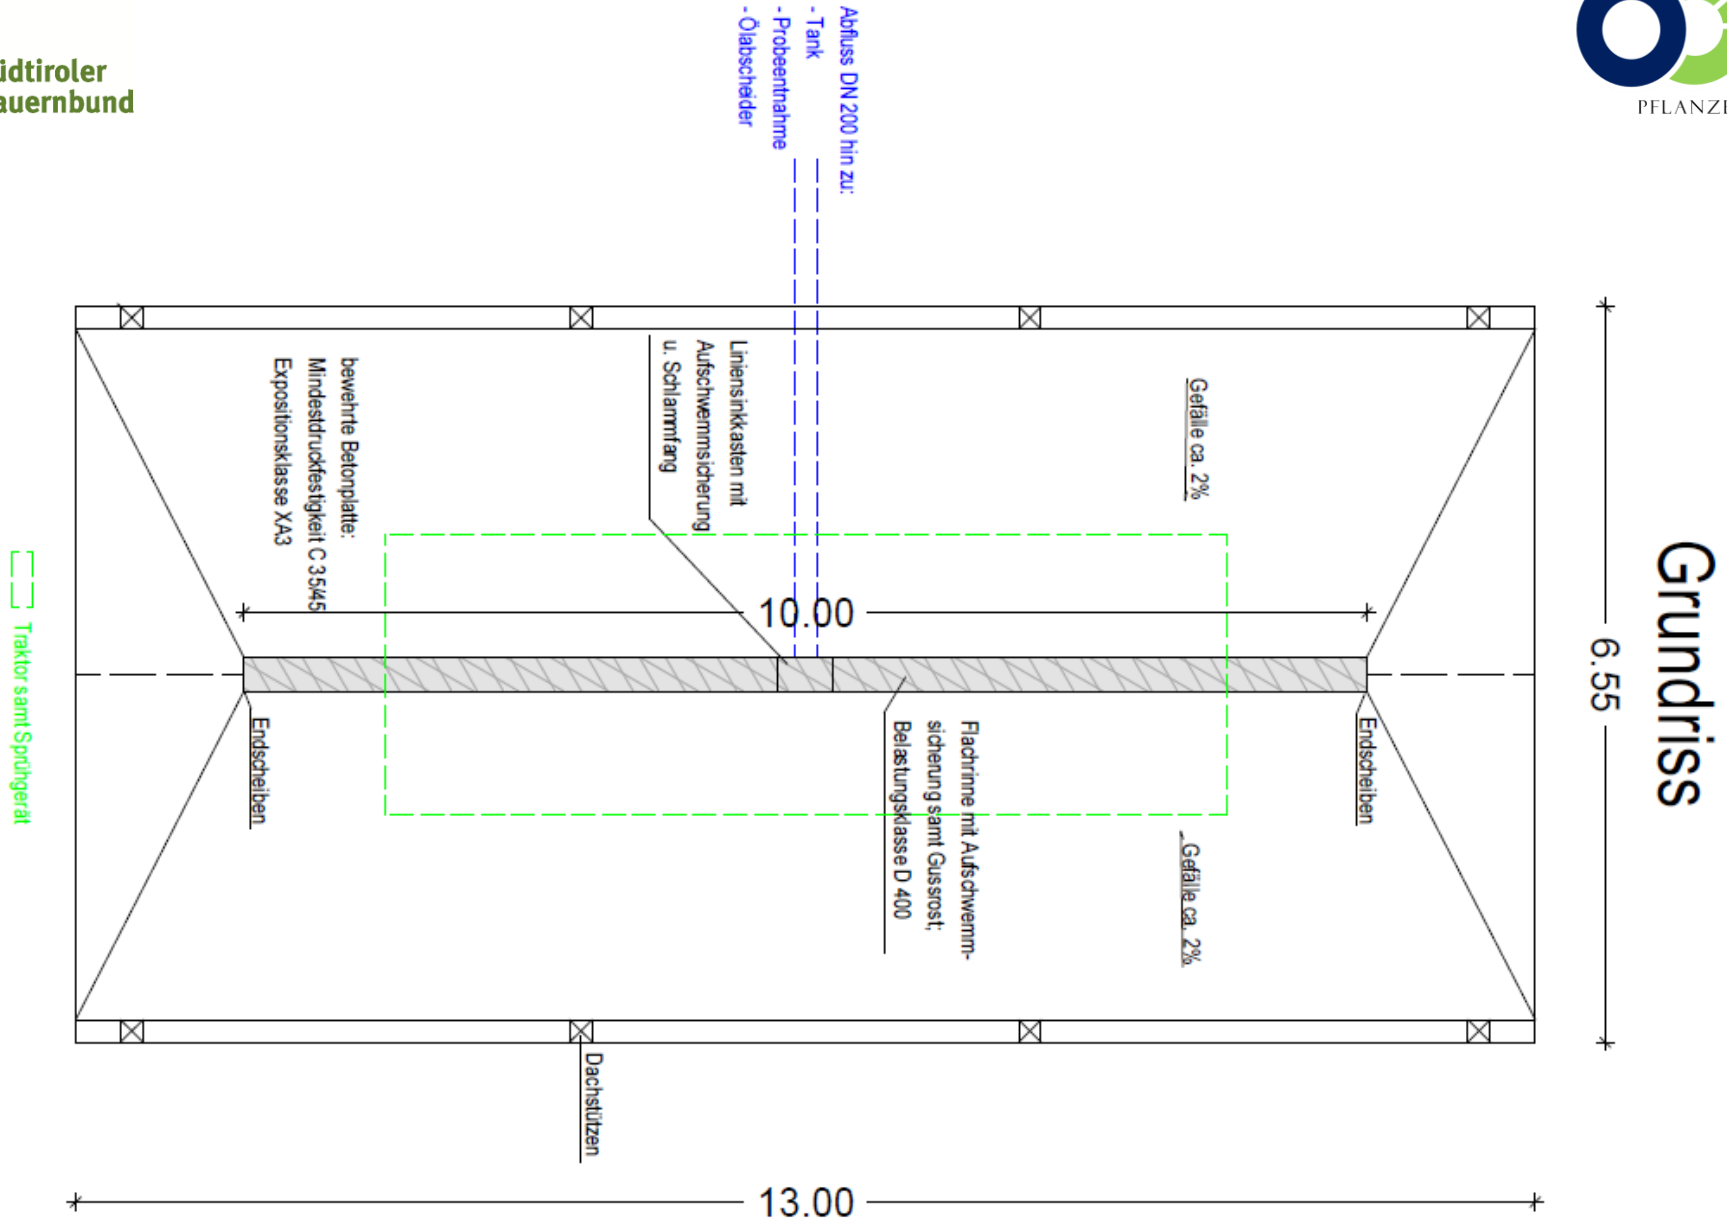 üdtiroler
auernbund
PFLANZE
Grundriss
6.55
Abfluss DN 200 hin zu:
- Tank
- Probeentnahme
- Ölabscheider
Gefälle ca. 2%
Liniensinkkasten mit
Aufschwemmsicherung
u. Schlammfang
bewehrte Betonplatte:
Mindestdruckfestigkeit C 35/45
Expositionsklasse XA3
10.00
Endscheiben
Flachrinne mit Aufschwemm-
sicherung samt Gussrost;
Belastungsklasse D 400
Endscheiben
Gefälle ca. 2%
Traktor samt Sprühgerät
Dachstützen
13.00